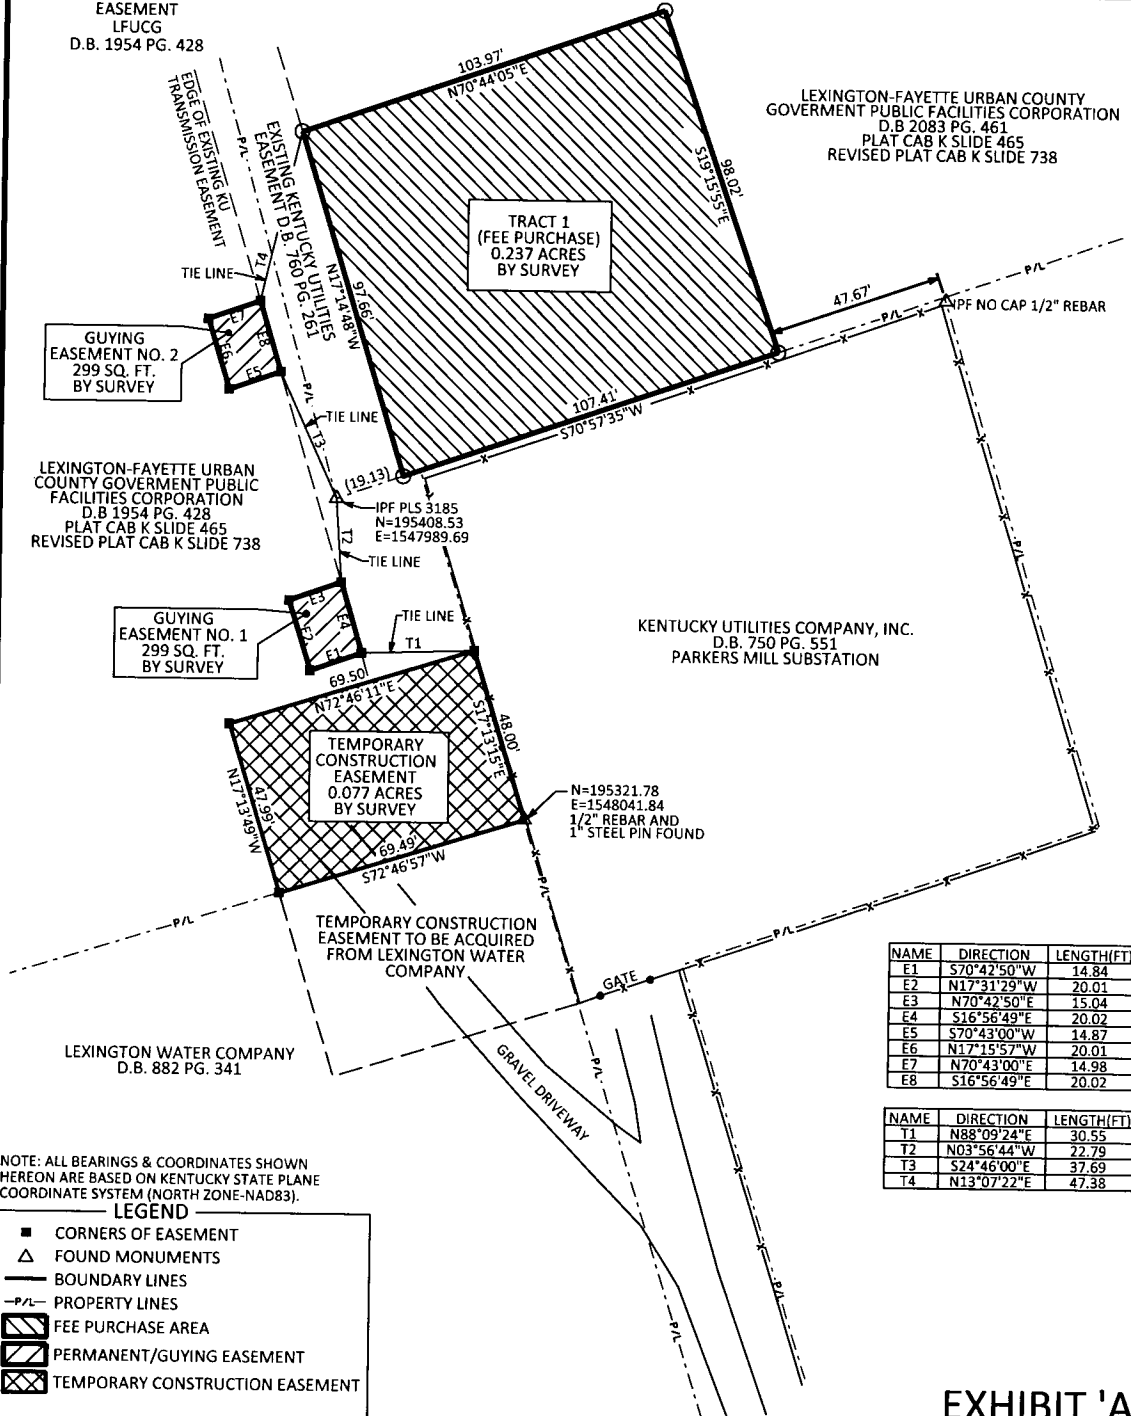 EASEMENT
LFUCG
D.B. 1954 PG. 428
103.97'
N70°44'05"E
LEXINGTON-FAYETTE URBAN COUNTY
GOVERMENT PUBLIC FACILITIES CORPORATION
D.B 2083 PG. 461
PLAT CAB K SLIDE 465
REVISED PLAT CAB K SLIDE 738
EDGE OF EXISTING KU
TRANSMISSION EASEMENT
P/L
EXISTING KENTUCKY UTILITIES
EASEMENT D.B. 760 PG. 261
98.02'
S19°15'55"E
TRACT 1
(FEE PURCHASE)
0.237 ACRES
BY SURVEY
97.66'
N17°14'48"W
TIE LINE
T4
P/L
47.67'
P/L
IPF NO CAP 1/2" REBAR
GUYING
EASEMENT NO. 2
299 SQ. FT.
BY SURVEY
E7
E8
E6
E5
P/L
TIE LINE
T3
107.41'
S70°57'35"W
(19.13)
LEXINGTON-FAYETTE URBAN
COUNTY GOVERMENT PUBLIC
FACILITIES CORPORATION
D.B 1954 PG. 428
PLAT CAB K SLIDE 465
REVISED PLAT CAB K SLIDE 738
IPF PLS 3185
N=195408.53
E=1547989.69
T2
TIE LINE
P/L
GUYING
EASEMENT NO. 1
299 SQ. FT.
BY SURVEY
E3
E4
E2
E1
TIE LINE
T1
KENTUCKY UTILITIES COMPANY, INC.
D.B. 750 PG. 551
PARKERS MILL SUBSTATION
69.50'
N72°46'11"E
48.00'
S17°13'15"E
TEMPORARY
CONSTRUCTION
EASEMENT
0.077 ACRES
BY SURVEY
47.99'
N17°13'49"W
N=195321.78
E=1548041.84
1/2" REBAR AND
1" STEEL PIN FOUND
69.49'
S72°46'57"W
P/L
P/L
P/L
TEMPORARY CONSTRUCTION
EASEMENT TO BE ACQUIRED
FROM LEXINGTON WATER
COMPANY
GATE
NAME DIRECTION LENGTH(FT)
E1 S70°42'50"W 14.84
E2 N17°31'29"W 20.01
E3 N70°42'50"E 15.04
E4 S16°56'49"E 20.02
E5 S70°43'00"W 14.87
E6 N17°15'57"W 20.01
E7 N70°43'00"E 14.98
E8 S16°56'49"E 20.02
LEXINGTON WATER COMPANY
D.B. 882 PG. 341
GRAVEL DRIVEWAY
P/L
NAME DIRECTION LENGTH(FT)
T1 N88°09'24"E 30.55
T2 N03°56'44"W 22.79
T3 S24°46'00"E 37.69
T4 N13°07'22"E 47.38
NOTE: ALL BEARINGS & COORDINATES SHOWN
HEREON ARE BASED ON KENTUCKY STATE PLANE
COORDINATE SYSTEM (NORTH ZONE-NAD83).
LEGEND
CORNERS OF EASEMENT
FOUND MONUMENTS
BOUNDARY LINES
P/L PROPERTY LINES
FEE PURCHASE AREA
PERMANENT/GUYING EASEMENT
TEMPORARY CONSTRUCTION EASEMENT
P/L
P/L
EXHIBIT 'A